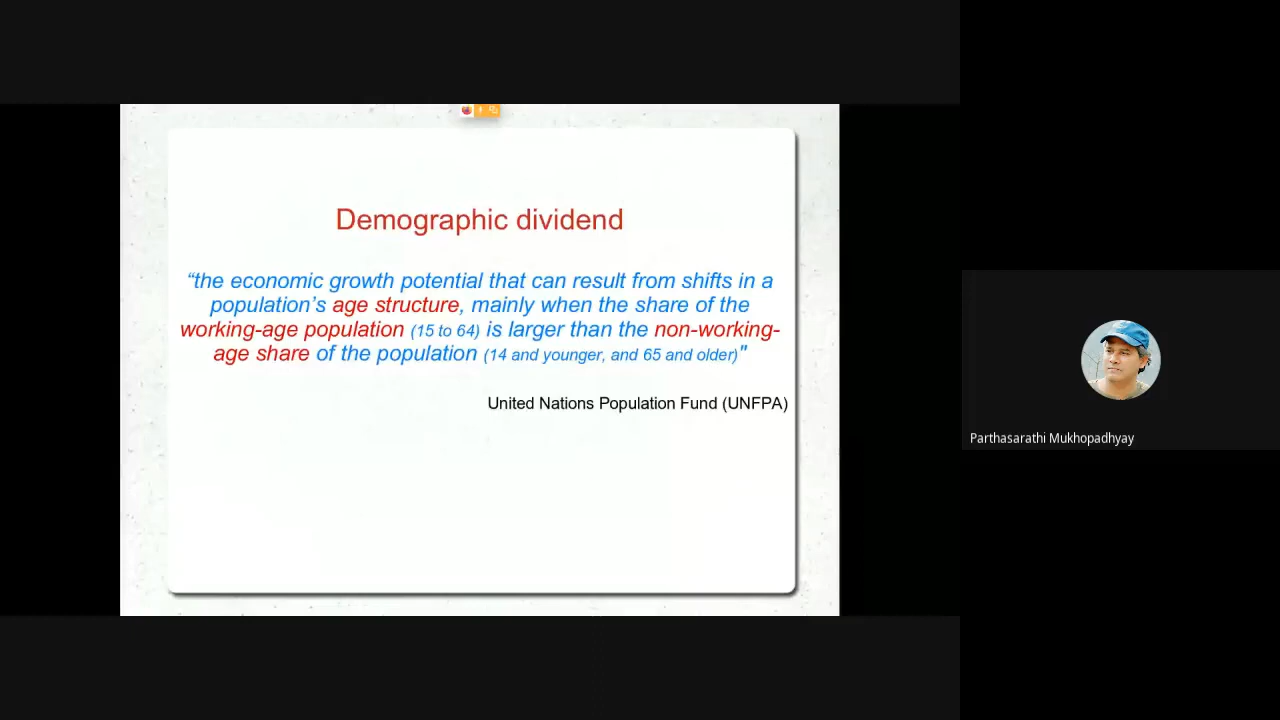 Demographic dividend
“the economic growth potential that can result from shifts in a
population’s age structure, mainly when the share of the
working-age population (15 to 64) is larger than the non-working-
age share of the population (14 and younger, and 65 and older)"
United Nations Population Fund (UNFPA)
Parthasarathi Mukhopadhyay